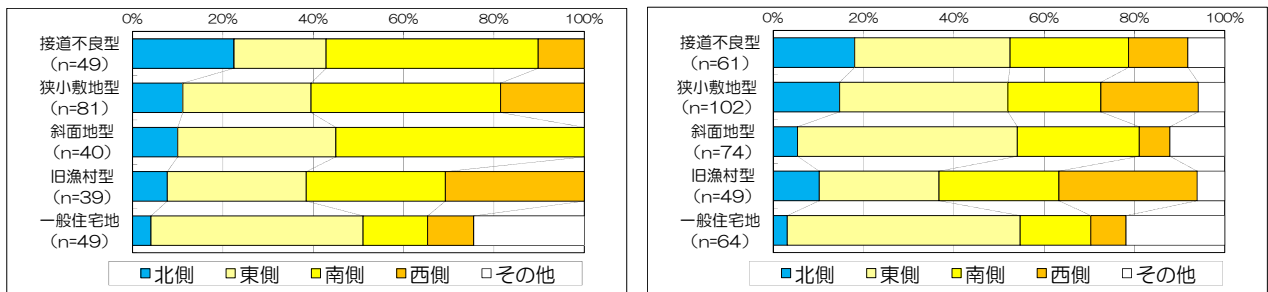 0% 20% 40% 60% 80% 100%
接道不良型
(n=49)
狭小敷地型
(n=81)
斜面地型
(n=40)
旧漁村型
(n=39)
一般住宅地
(n=49)
北側 東側 南側 西側 その他
0% 20% 40% 60% 80% 100%
接道不良型
(n=61)
狭小敷地型
(n=102)
斜面地型
(n=74)
旧漁村型
(n=49)
一般住宅地
(n=64)
北側 東側 南側 西側 その他